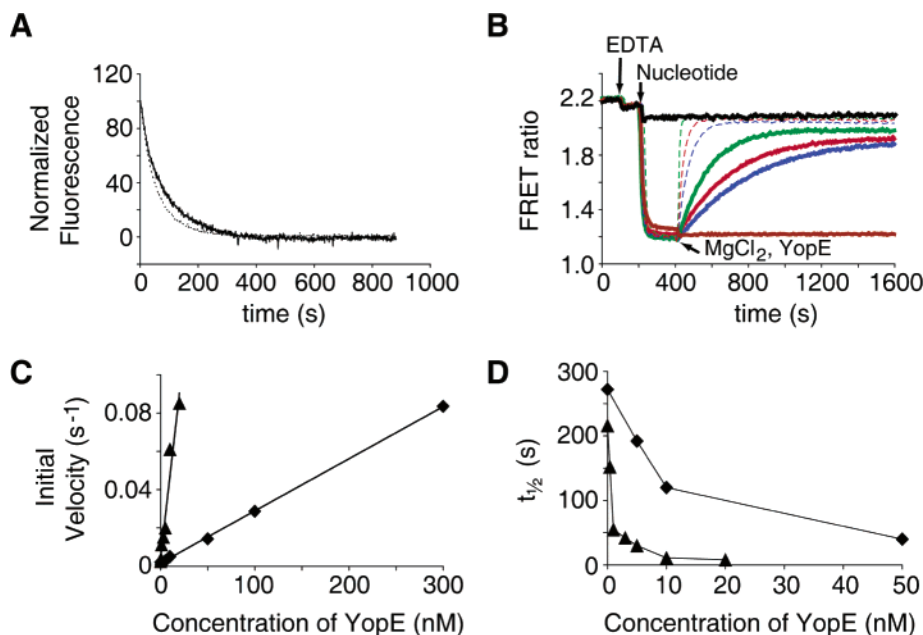 A
Normalized
Fluorescence
120
80
40
0
0 200 400 600 800 1000
time (s)
B
EDTA
Nucleotide
FRET ratio
2.2
1.8
1.4
1.0
MgCl₂, YopE
0 400 800 1200 1600
time (s)
C
Initial
Velocity (s⁻¹)
0.08
0.04
0
0 100 200 300
Concentration of YopE (nM)
D
t½ (s)
300
200
100
0
0 10 20 30 40 50
Concentration of YopE (nM)